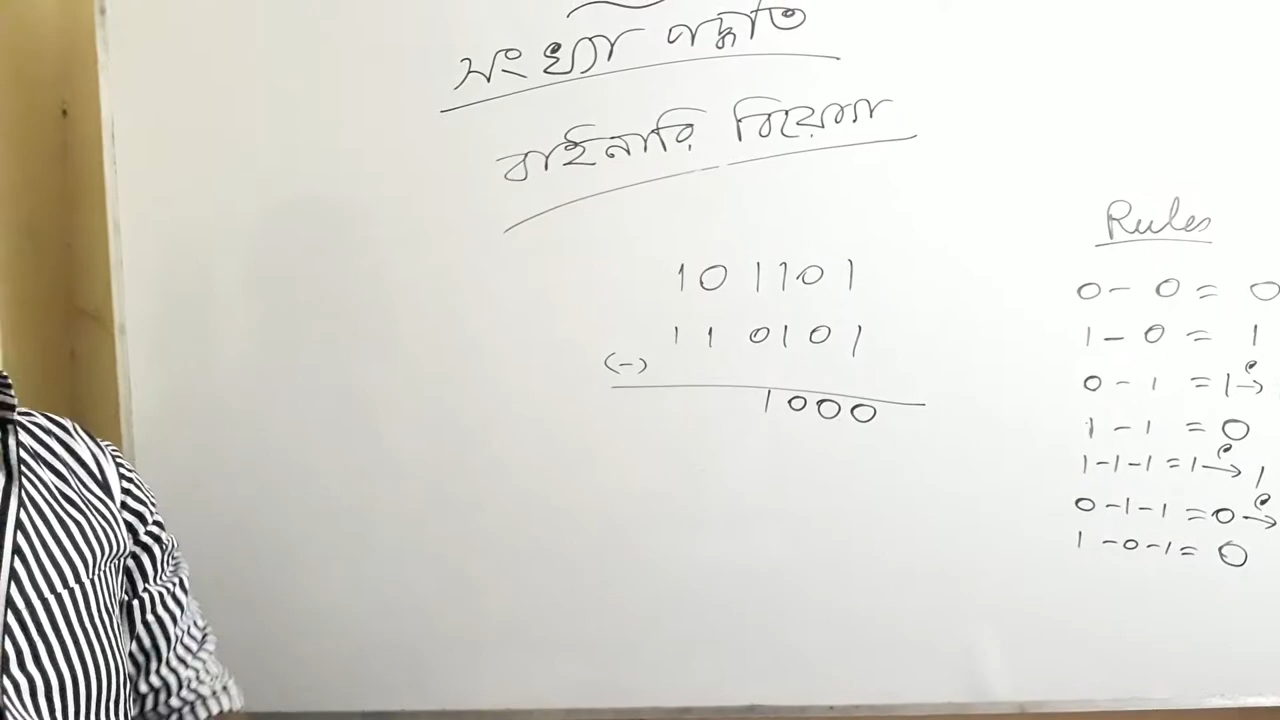 সংখ্যা পদ্ধতি
বাইনারি বিয়োগ
101101
110101
(-)
1000
Rules
0 - 0 = 0
1 - 0 = 1
0 - 1 = 1 →
1 - 1 = 0
1-1-1 = 1 → 1
0-1-1 = 0 →
1-0-1 = 0